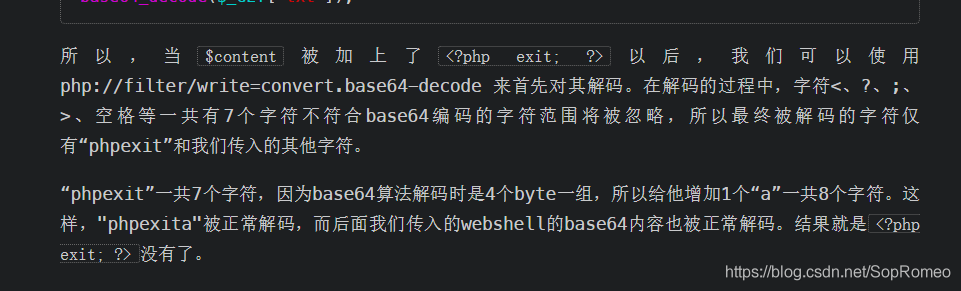 base64_decode($_GET['txt']);
所以，当 $content 被加上了 <?php exit; ?> 以后，我们可以使用
php://filter/write=convert.base64-decode 来首先对其解码。在解码的过程中，字符<、?、;、
>、空格等一共有7个字符不符合base64编码的字符范围将被忽略，所以最终被解码的字符仅
有“phpexit”和我们传入的其他字符。
“phpexit”一共7个字符，因为base64算法解码时是4个byte一组，所以给他增加1个“a”一共8个字符。这
样，"phpexita"被正常解码，而后面我们传入的webshell的base64内容也被正常解码。结果就是 <?php
exit; ?> 没有了。
https://blog.csdn.net/SopRomeo